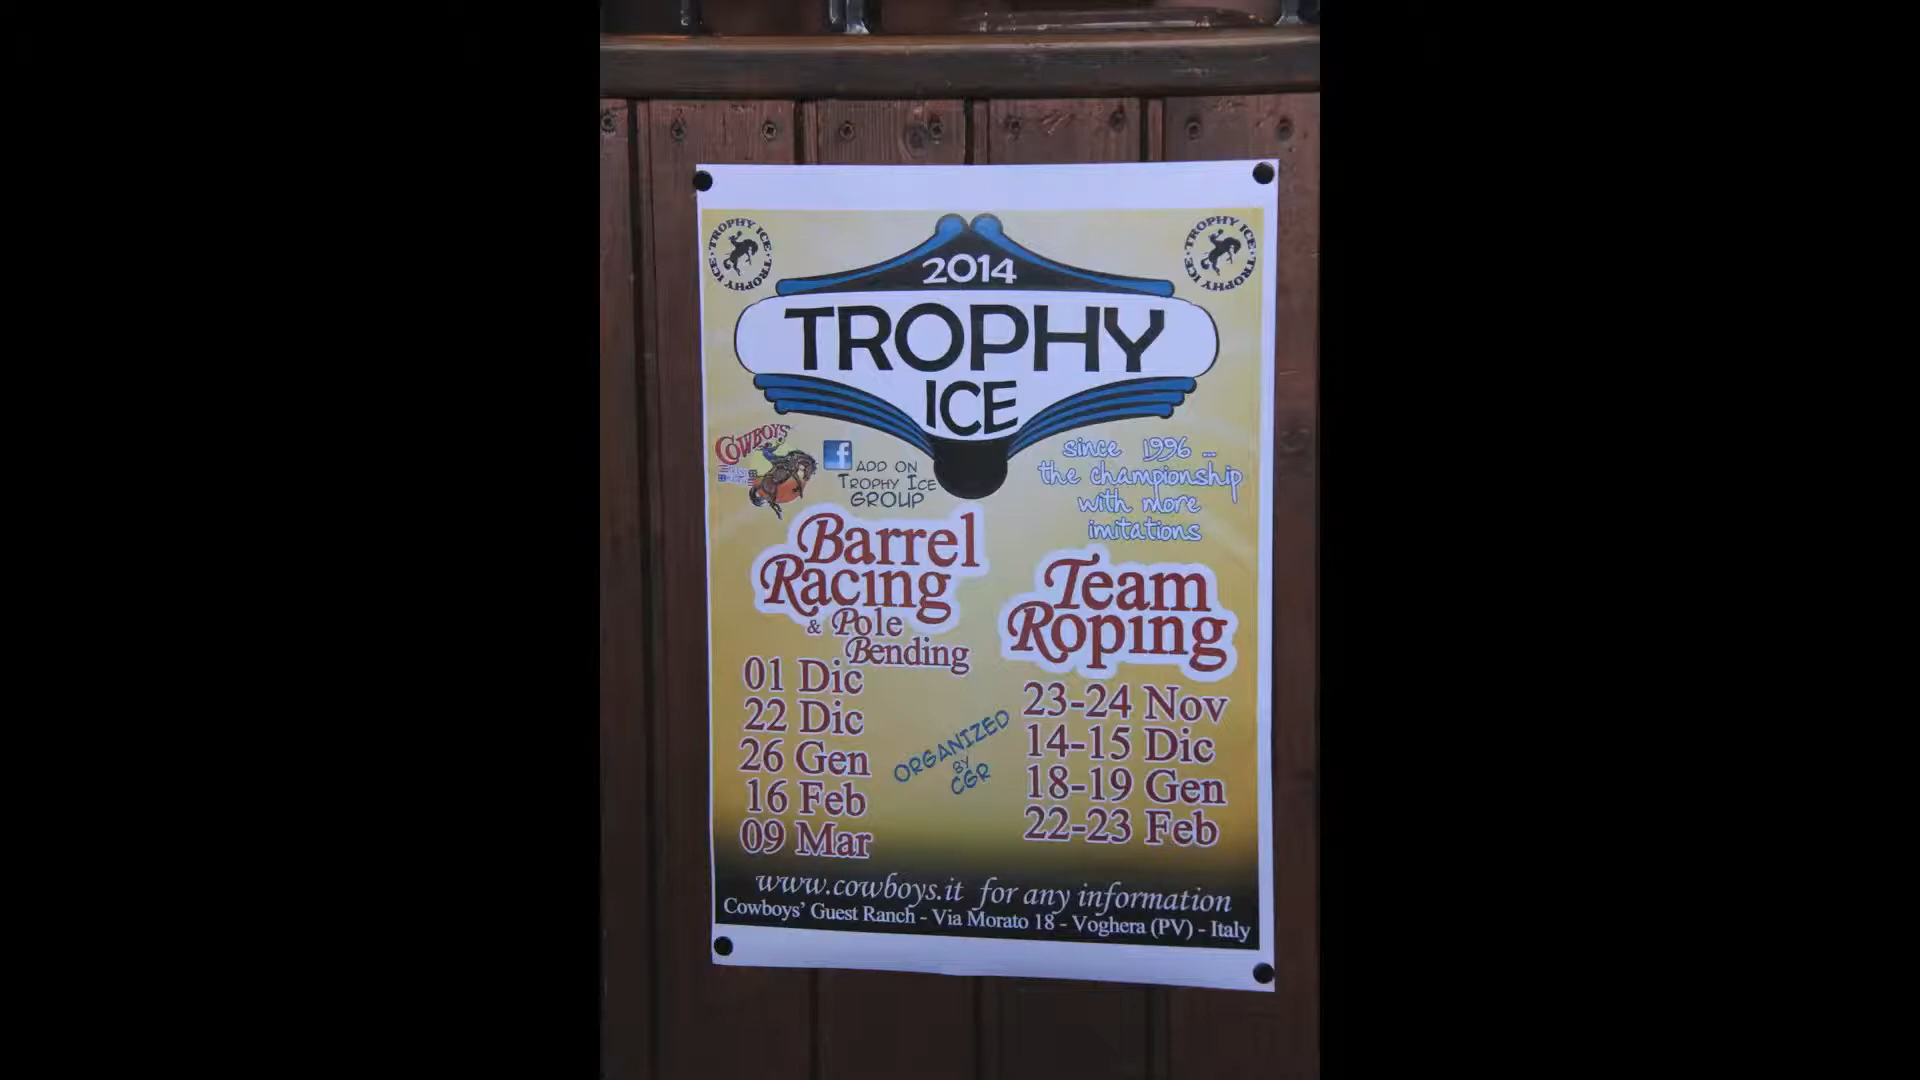 TROPHY ICE · TROPHY ICE ·
TROPHY ICE · TROPHY ICE ·
2014
TROPHY
ICE
COWBOYS
f ADD ON
TROPHY ICE
GROUP
since 1996 ...
the championship
with more
imitations
Barrel
Racing
& Pole
Bending
01 Dic
22 Dic
26 Gen
16 Feb
09 Mar
ORGANIZED
BY
CGR
Team
Roping
23-24 Nov
14-15 Dic
18-19 Gen
22-23 Feb
www.cowboys.it for any information
Cowboys' Guest Ranch - Via Morato 18 - Voghera (PV) - Italy